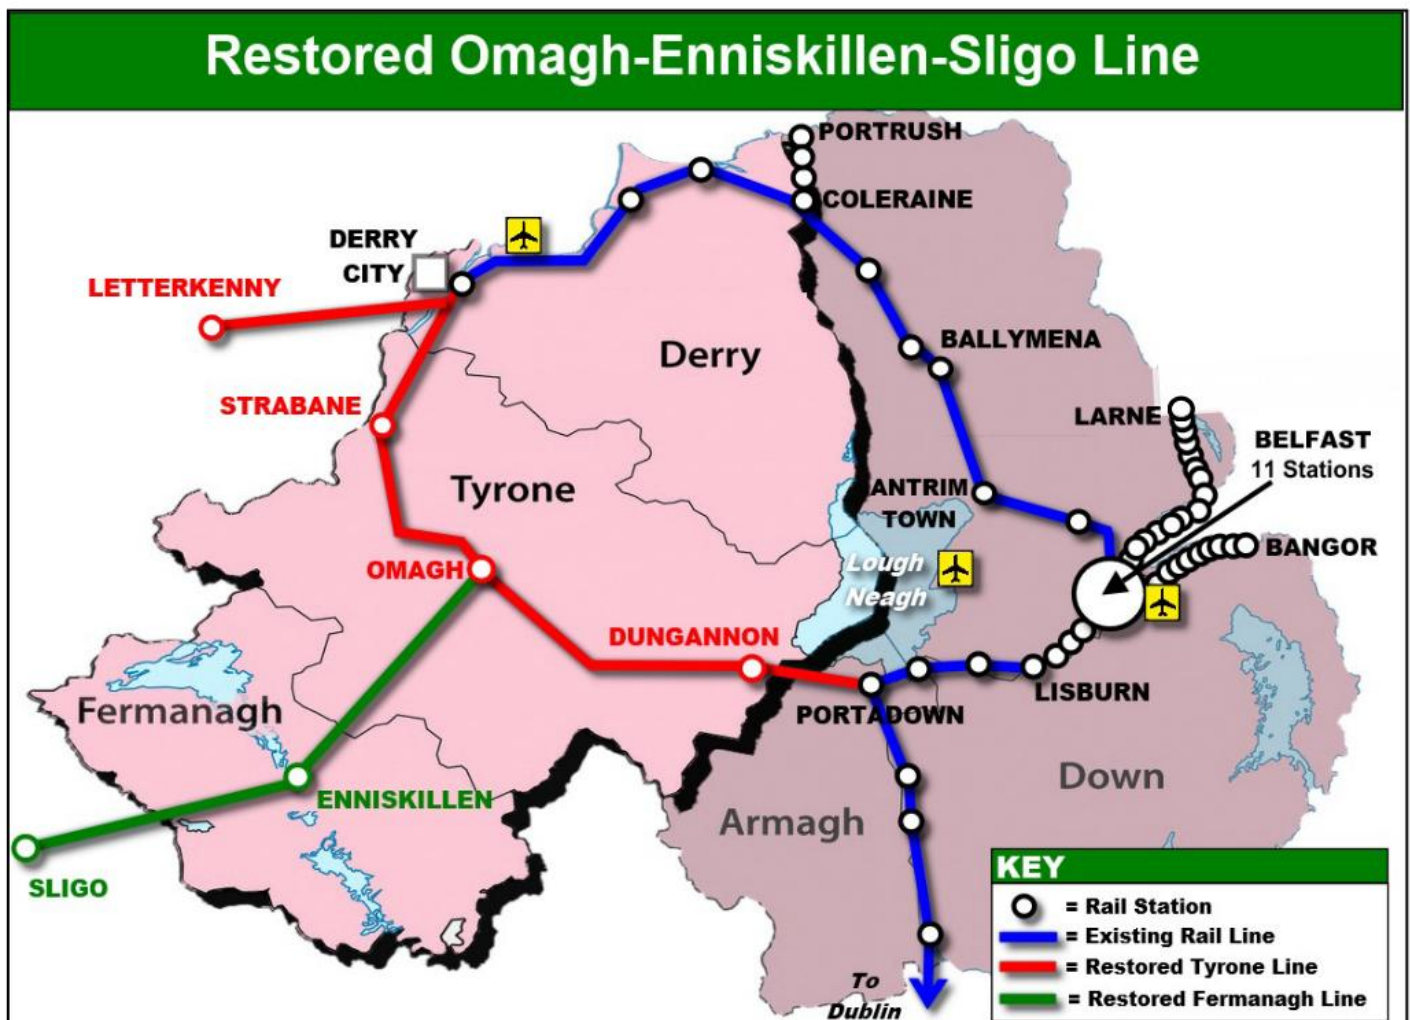 Restored Omagh-Enniskillen-Sligo Line
PORTRUSH
COLERAINE
DERRY
CITY
LETTERKENNY
Derry
BALLYMENA
STRABANE
LARNE
BELFAST
11 Stations
Tyrone
ANTRIM
TOWN
OMAGH
Lough
Neagh
BANGOR
DUNGANNON
Fermanagh
PORTADOWN
LISBURN
Down
ENNISKILLEN
Armagh
SLIGO
To
Dublin
KEY
= Rail Station
= Existing Rail Line
= Restored Tyrone Line
= Restored Fermanagh Line